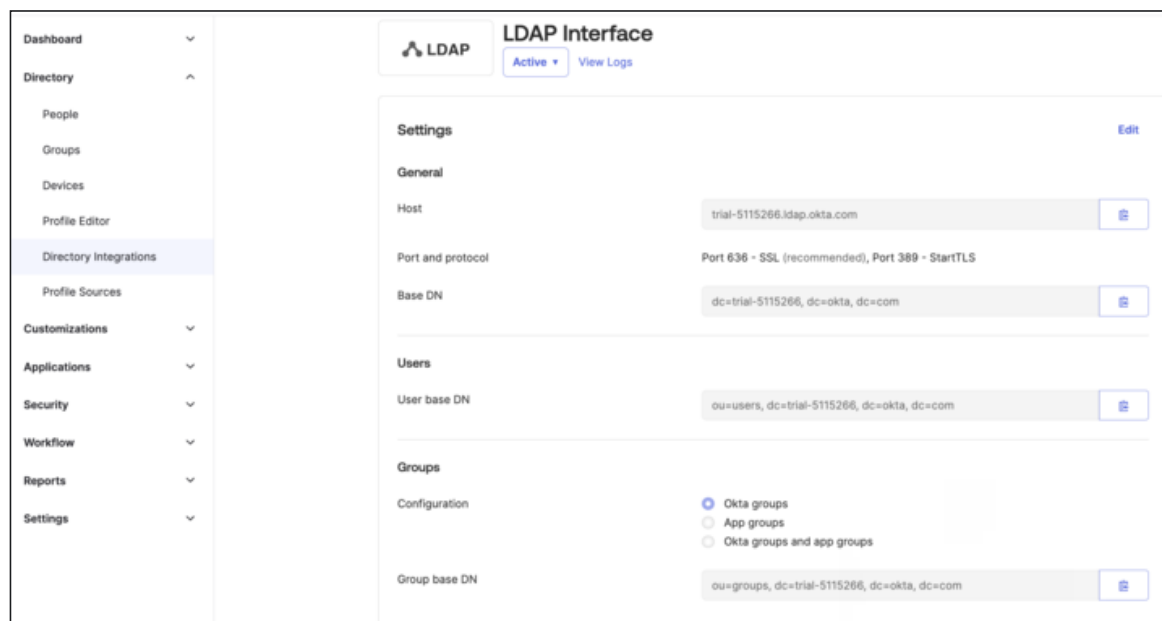 Dashboard
Directory
People
Groups
Devices
Profile Editor
Directory Integrations
Profile Sources
Customizations
Applications
Security
Workflow
Reports
Settings
LDAP
LDAP Interface
Active ▾ View Logs
Settings Edit
General
Host trial-5115266.ldap.okta.com
Port and protocol Port 636 - SSL (recommended), Port 389 - StartTLS
Base DN dc=trial-5115266, dc=okta, dc=com
Users
User base DN ou=users, dc=trial-5115266, dc=okta, dc=com
Groups
Configuration Okta groups
App groups
Okta groups and app groups
Group base DN ou=groups, dc=trial-5115266, dc=okta, dc=com